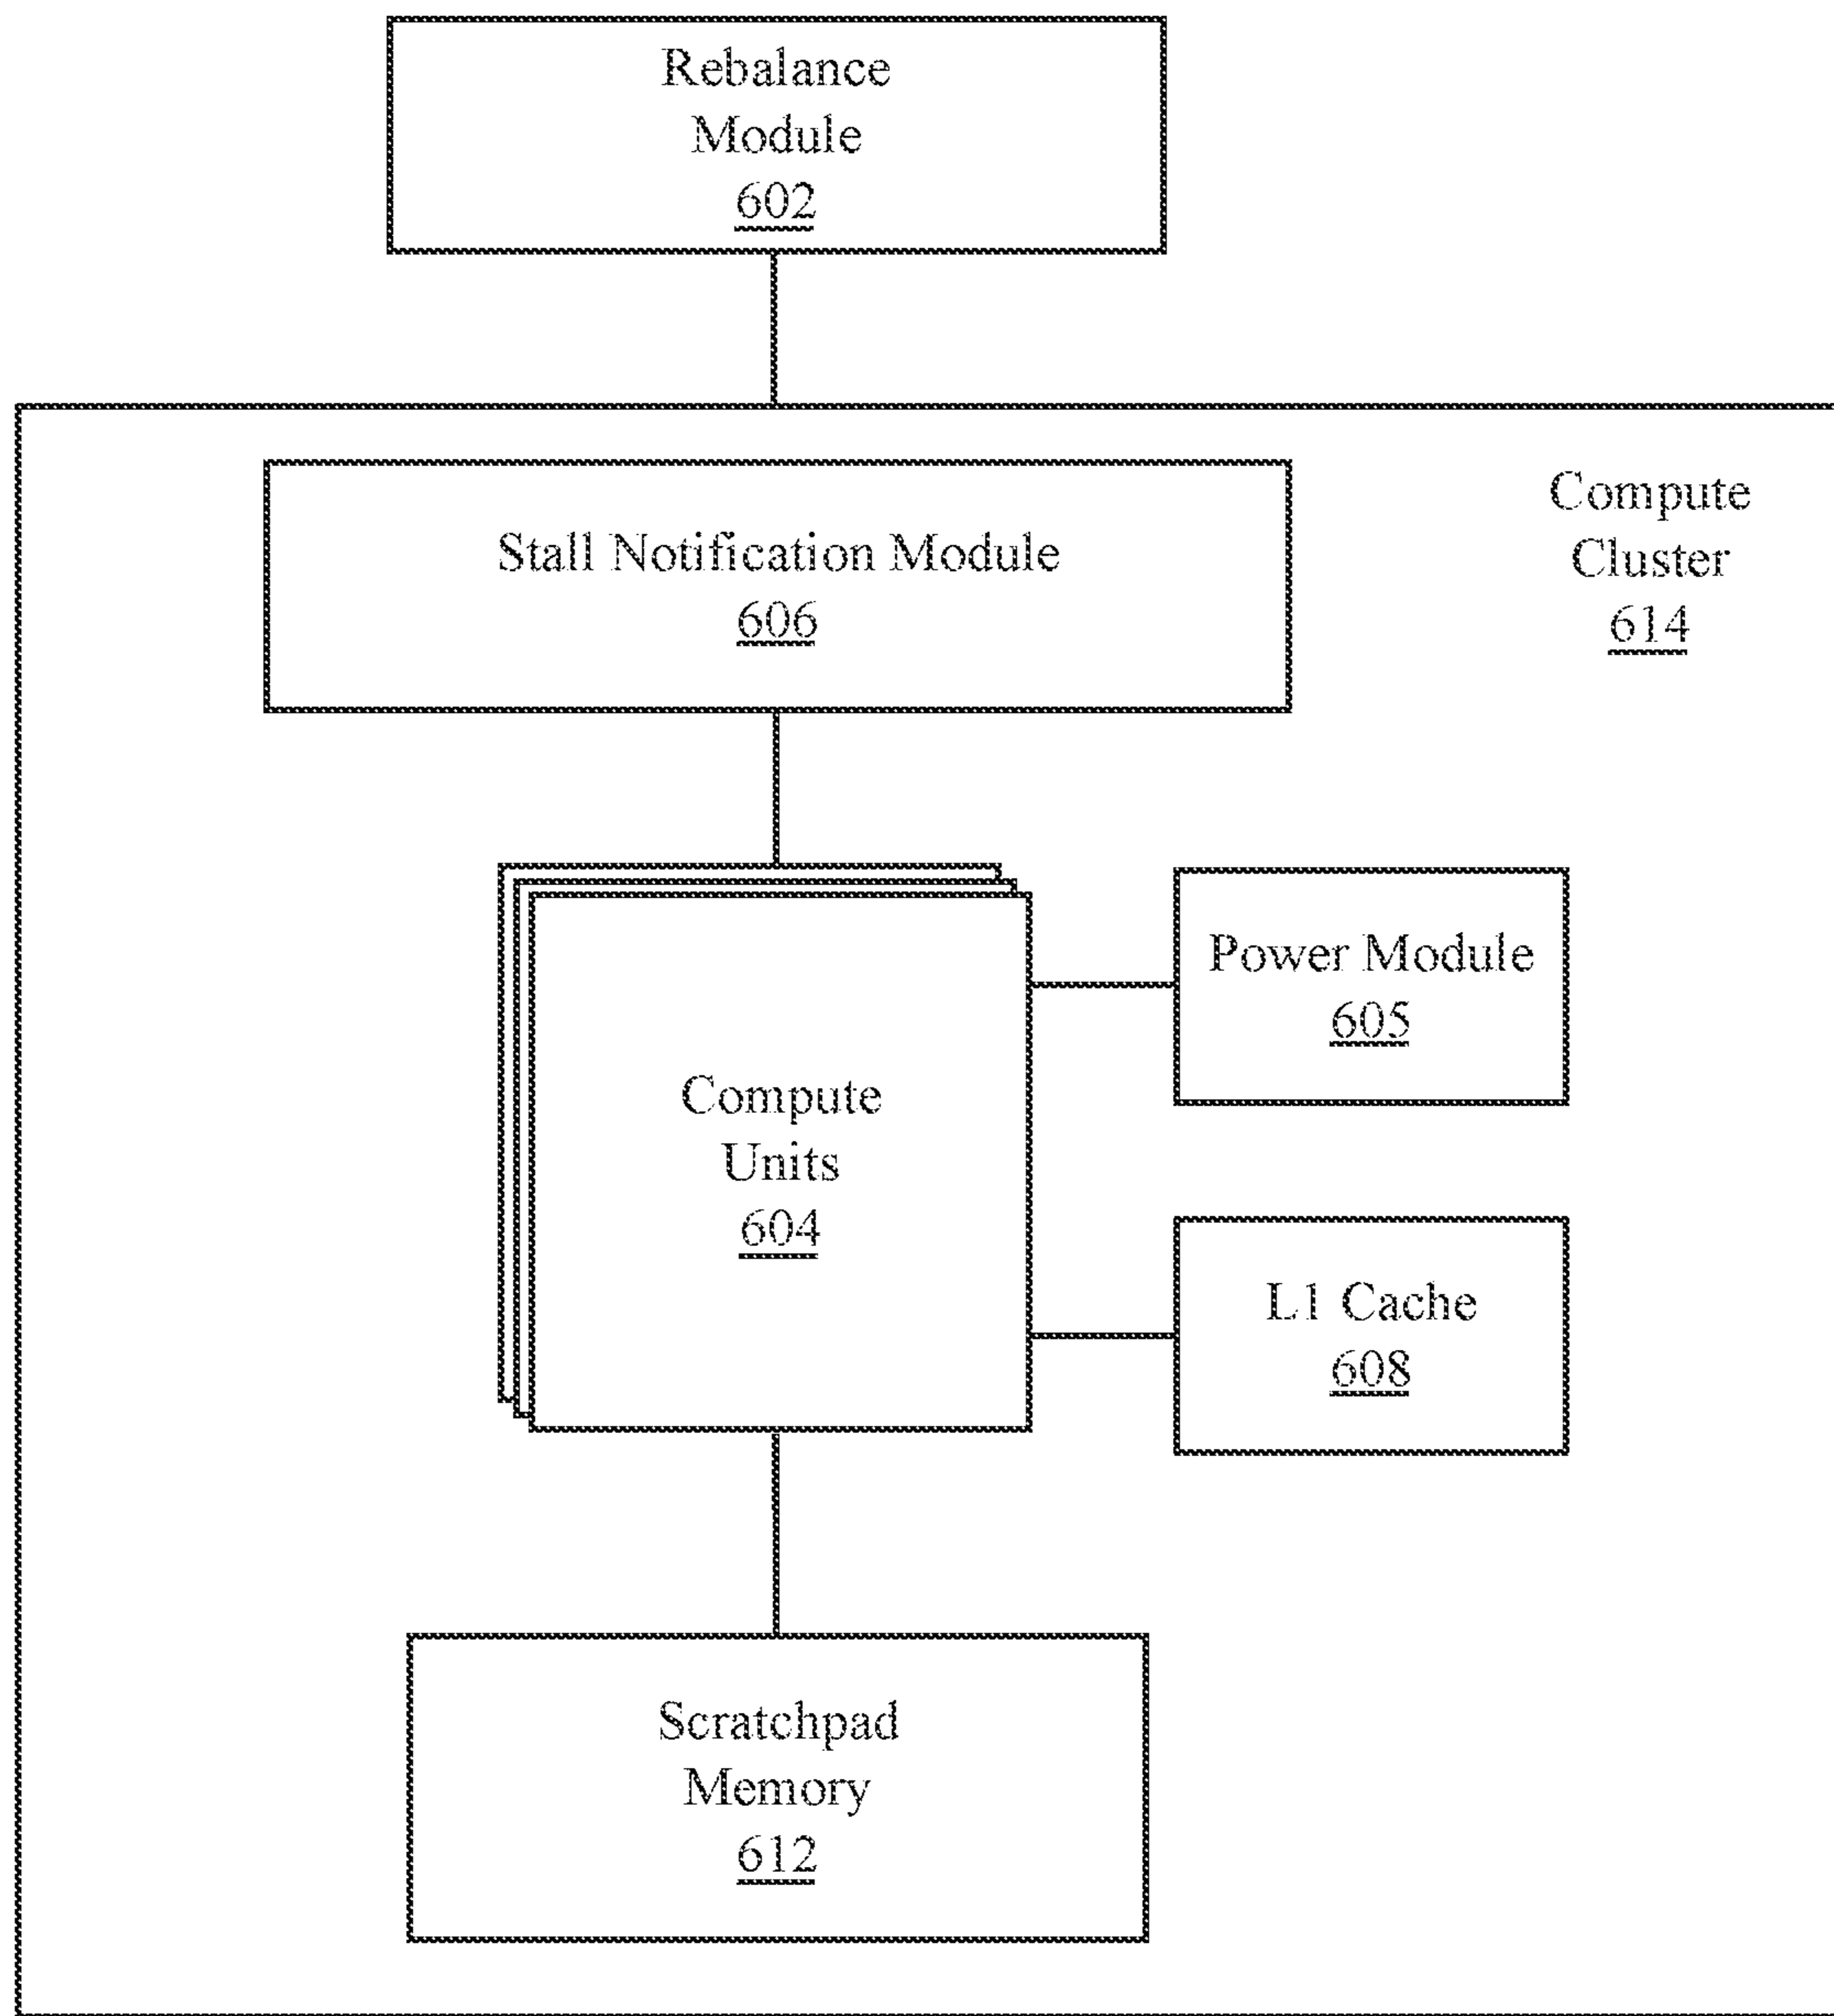 Rebalance
Module
602
Stall Notification Module
606
Compute
Cluster
614
Compute
Units
604
Power Module
605
L1 Cache
608
Scratchpad
Memory
612